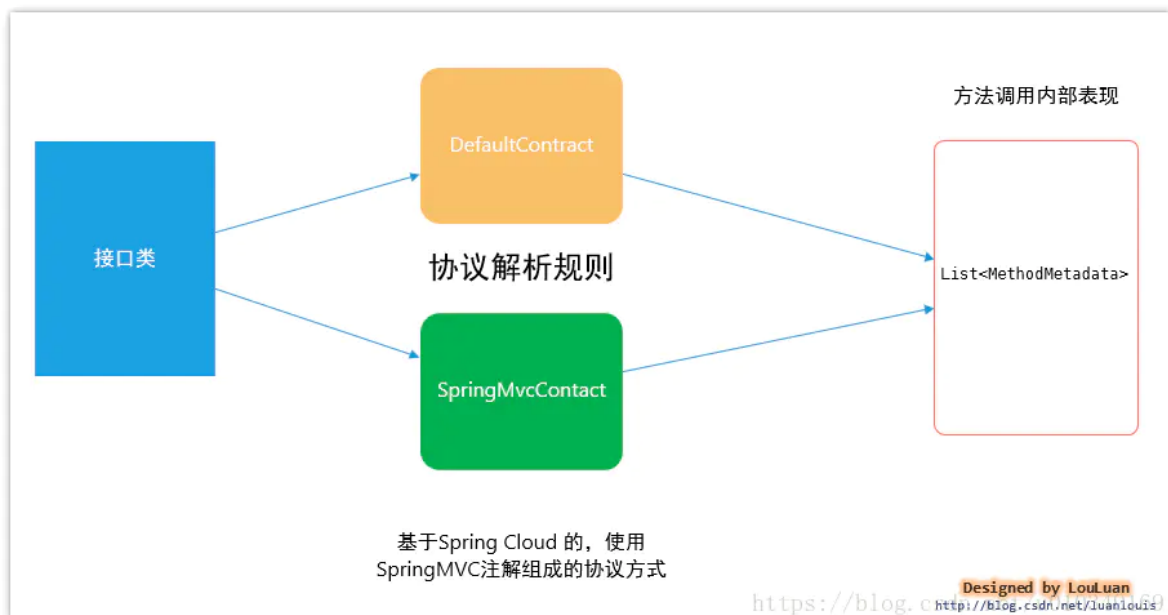 方法调用内部表现
DefaultContract
接口类
协议解析规则
List<MethodMetadata>
SpringMvcContact
基于Spring Cloud 的，使用
SpringMVC注解组成的协议方式
Designed by LouLuan
http://blog.csdn.net/luanlouis
https://blog.csdn